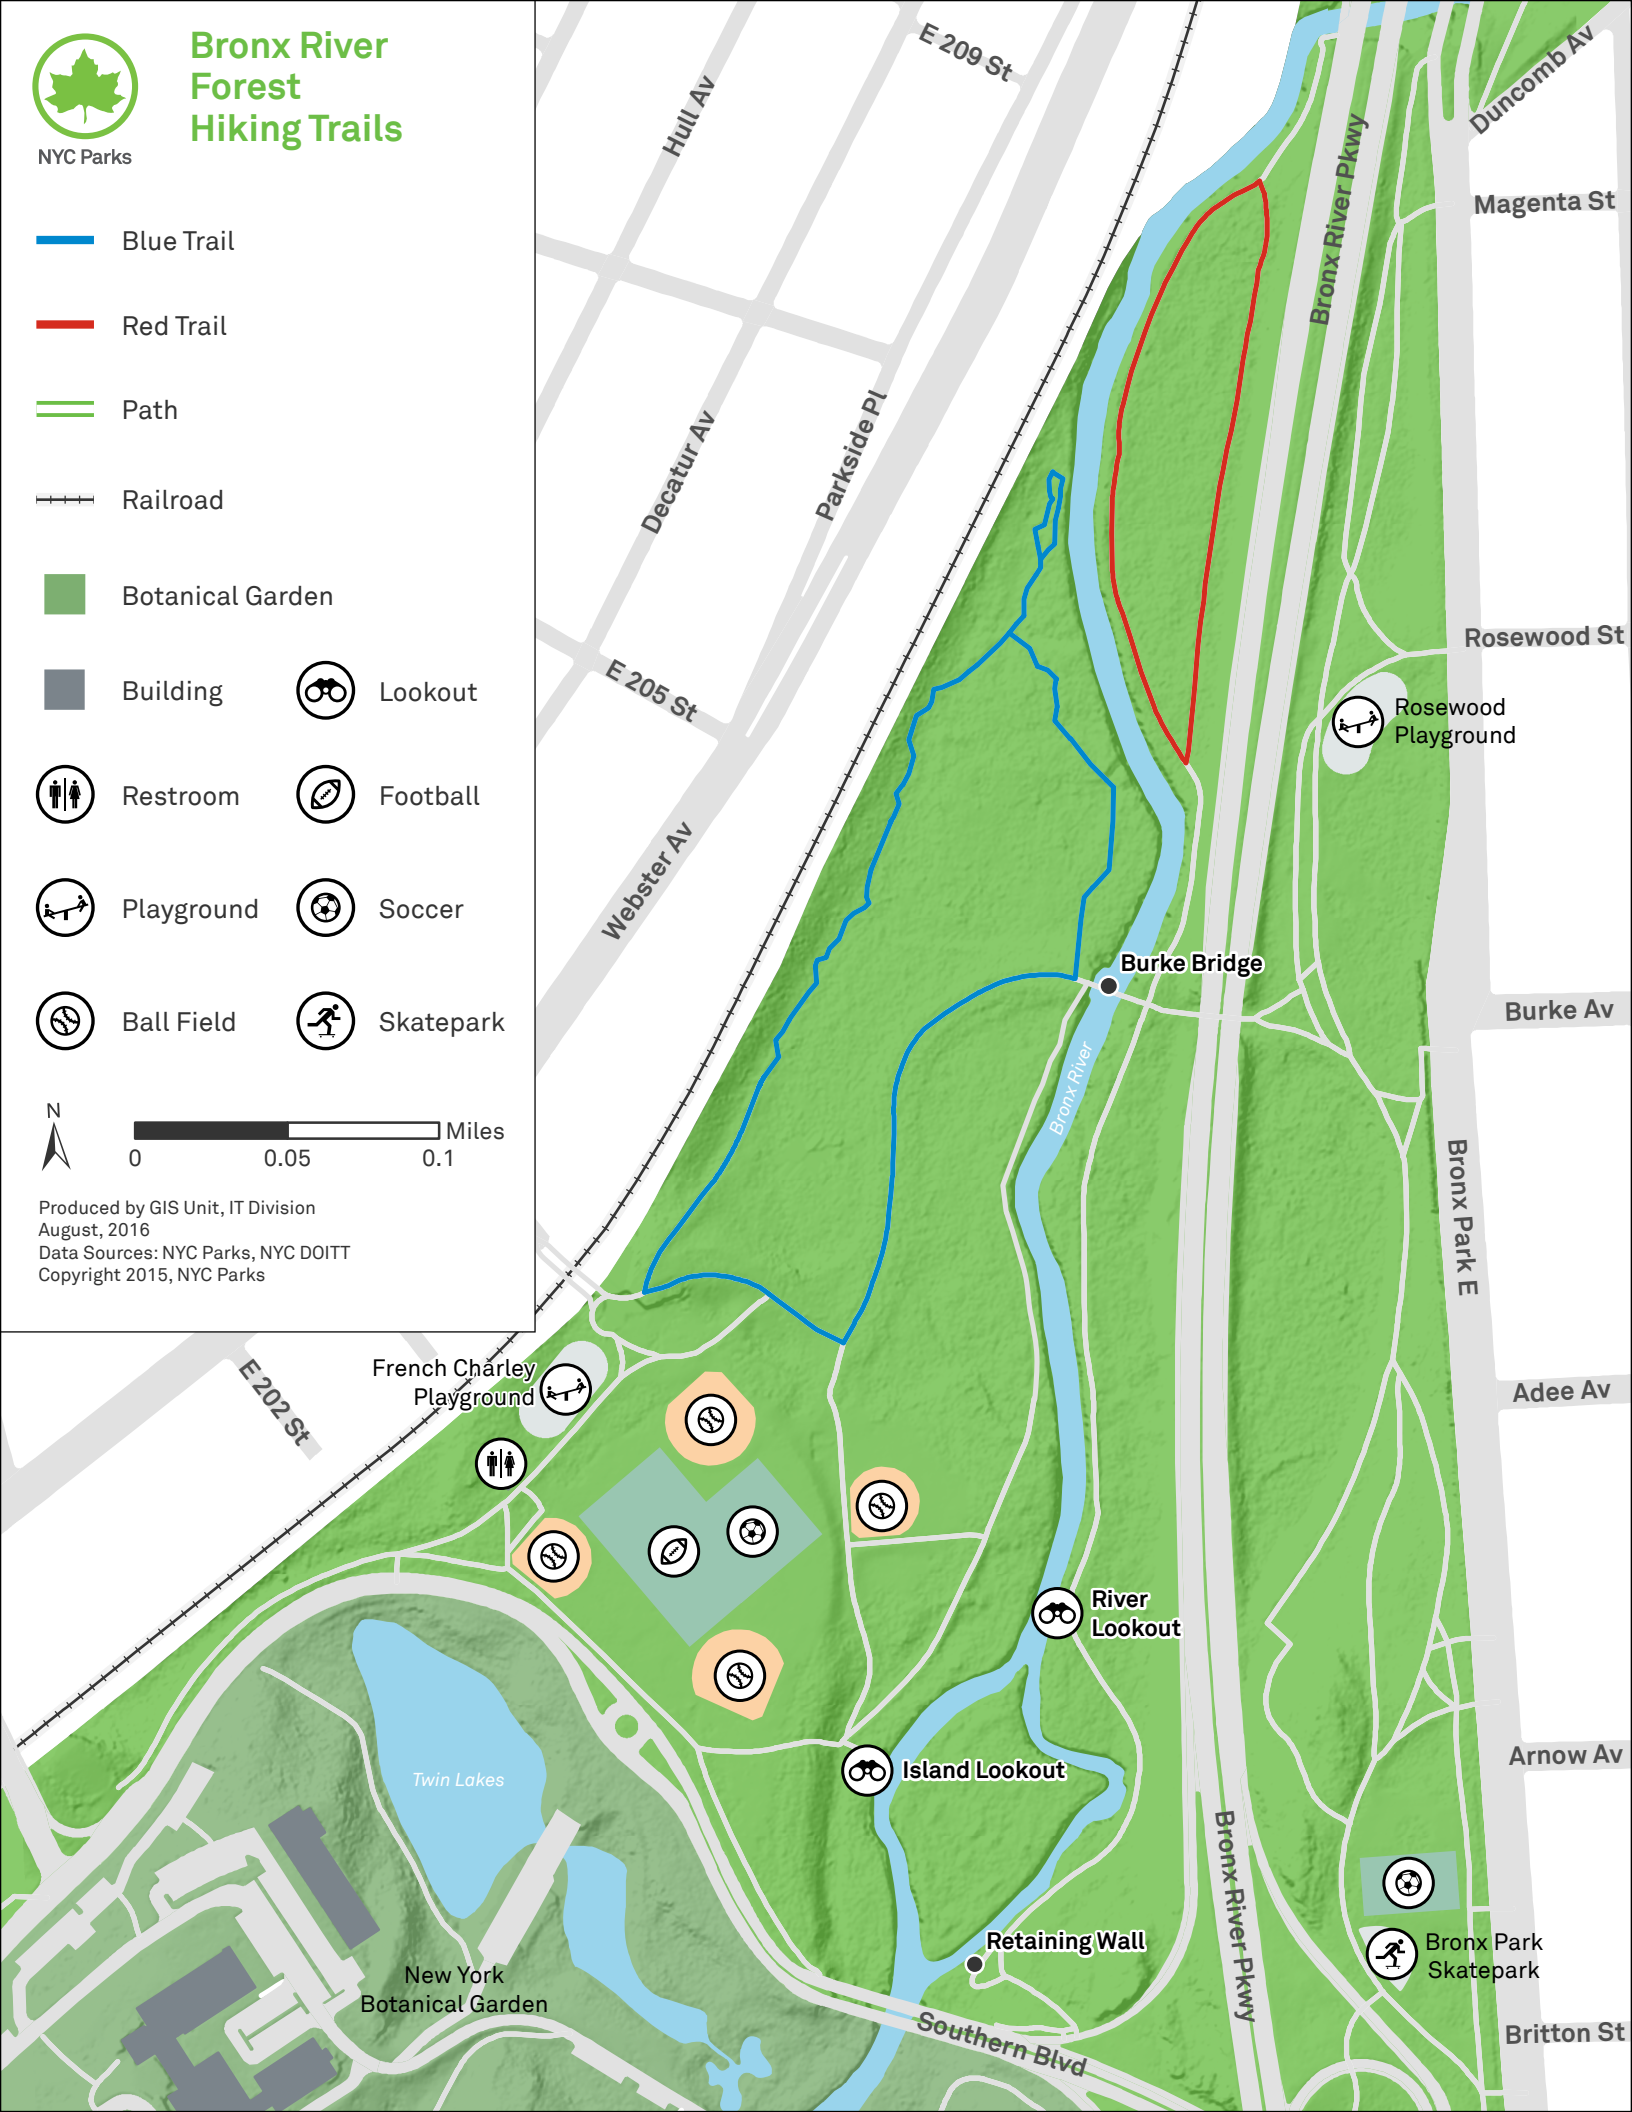 Bronx River
Forest
Hiking Trails
NYC Parks
Blue Trail
Red Trail
Path
Railroad
Botanical Garden
Building
Lookout
Restroom
Football
Playground
Soccer
Ball Field
Skatepark
N
Miles
0
0.05
0.1
Produced by GIS Unit, IT Division
August, 2016
Data Sources: NYC Parks, NYC DOITT
Copyright 2015, NYC Parks
E 209 St
Hull Av
Duncomb Av
Bronx River Pkwy
Magenta St
Decatur Av
Parkside Pl
E 205 St
Rosewood St
Rosewood
Playground
Webster Av
Burke Bridge
Burke Av
Bronx River
Bronx Park E
French Charley
Playground
E 202 St
Adee Av
River
Lookout
Arnow Av
Island Lookout
Twin Lakes
Bronx River Pkwy
Retaining Wall
Bronx Park
Skatepark
New York
Botanical Garden
Southern Blvd
Britton St